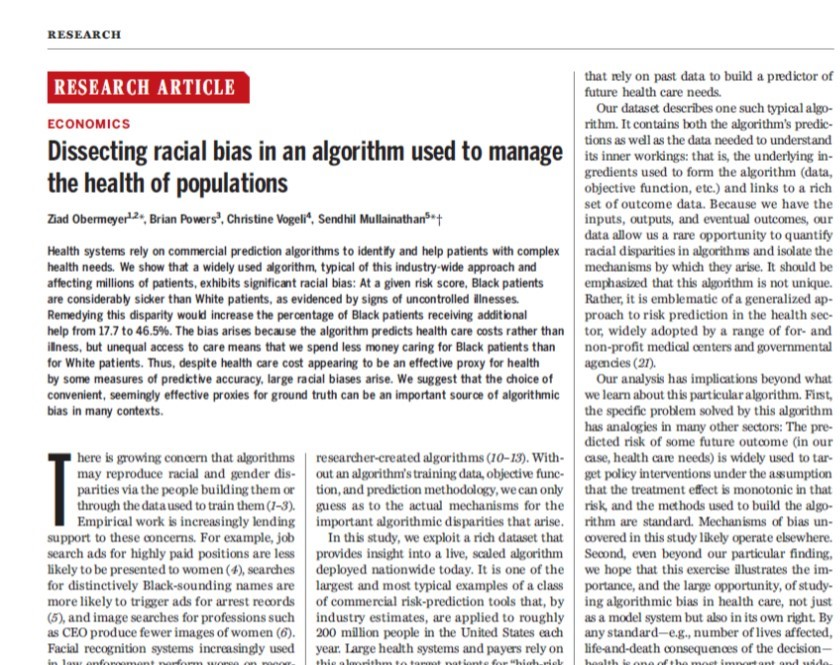 RESEARCH
RESEARCH ARTICLE
ECONOMICS
Dissecting racial bias in an algorithm used to manage
the health of populations
Ziad Obermeyer1,2*, Brian Powers3, Christine Vogeli4, Sendhil Mullainathan5*†
Health systems rely on commercial prediction algorithms to identify and help patients with complex
health needs. We show that a widely used algorithm, typical of this industry-wide approach and
affecting millions of patients, exhibits significant racial bias: At a given risk score, Black patients
are considerably sicker than White patients, as evidenced by signs of uncontrolled illnesses.
Remedying this disparity would increase the percentage of Black patients receiving additional
help from 17.7 to 46.5%. The bias arises because the algorithm predicts health care costs rather than
illness, but unequal access to care means that we spend less money caring for Black patients than
for White patients. Thus, despite health care cost appearing to be an effective proxy for health
by some measures of predictive accuracy, large racial biases arise. We suggest that the choice of
convenient, seemingly effective proxies for ground truth can be an important source of algorithmic
bias in many contexts.
There is growing concern that algorithms
may reproduce racial and gender dis-
parities via the people building them or
through the data used to train them (1–3).
Empirical work is increasingly lending
support to these concerns. For example, job
search ads for highly paid positions are less
likely to be presented to women (4), searches
for distinctively Black-sounding names are
more likely to trigger ads for arrest records
(5), and image searches for professions such
as CEO produce fewer images of women (6).
Facial recognition systems increasingly used
in law enforcement perform worse on recog-
researcher-created algorithms (10–13). With-
out an algorithm's training data, objective func-
tion, and prediction methodology, we can only
guess as to the actual mechanisms for the
important algorithmic disparities that arise.
In this study, we exploit a rich dataset that
provides insight into a live, scaled algorithm
deployed nationwide today. It is one of the
largest and most typical examples of a class
of commercial risk-prediction tools that, by
industry estimates, are applied to roughly
200 million people in the United States each
year. Large health systems and payers rely on
this algorithm to target patients for "high-risk
that rely on past data to build a predictor of
future health care needs.
Our dataset describes one such typical algo-
rithm. It contains both the algorithm's predic-
tions as well as the data needed to understand
its inner workings: that is, the underlying in-
gredients used to form the algorithm (data,
objective function, etc.) and links to a rich
set of outcome data. Because we have the
inputs, outputs, and eventual outcomes, our
data allow us a rare opportunity to quantify
racial disparities in algorithms and isolate the
mechanisms by which they arise. It should be
emphasized that this algorithm is not unique.
Rather, it is emblematic of a generalized ap-
proach to risk prediction in the health sec-
tor, widely adopted by a range of for- and
non-profit medical centers and governmental
agencies (21).
Our analysis has implications beyond what
we learn about this particular algorithm. First,
the specific problem solved by this algorithm
has analogies in many other sectors: The pre-
dicted risk of some future outcome (in our
case, health care needs) is widely used to tar-
get policy interventions under the assumption
that the treatment effect is monotonic in that
risk, and the methods used to build the algo-
rithm are standard. Mechanisms of bias un-
covered in this study likely operate elsewhere.
Second, even beyond our particular finding,
we hope that this exercise illustrates the im-
portance, and the large opportunity, of study-
ing algorithmic bias in health care, not just
as a model system but also in its own right. By
any standard—e.g., number of lives affected,
life-and-death consequences of the decision—
health is one of the most important and wide-